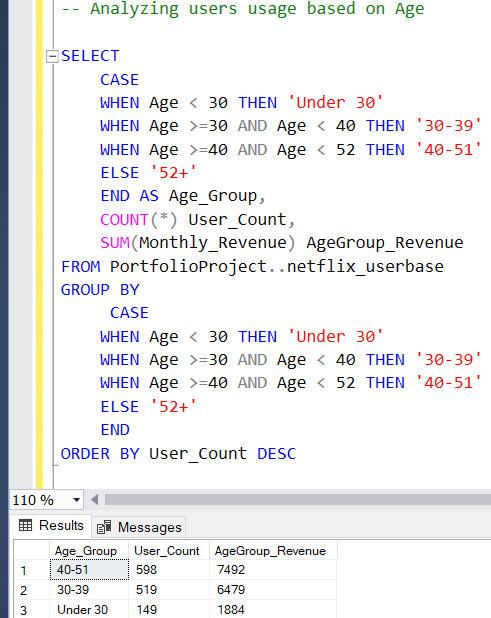 -- Analyzing users usage based on Age
SELECT
CASE
WHEN Age < 30 THEN 'Under 30'
WHEN Age >=30 AND Age < 40 THEN '30-39'
WHEN Age >=40 AND Age < 52 THEN '40-51'
ELSE '52+'
END AS Age_Group,
COUNT(*) User_Count,
SUM(Monthly_Revenue) AgeGroup_Revenue
FROM PortfolioProject..netflix_userbase
GROUP BY
CASE
WHEN Age < 30 THEN 'Under 30'
WHEN Age >=30 AND Age < 40 THEN '30-39'
WHEN Age >=40 AND Age < 52 THEN '40-51'
ELSE '52+'
END
ORDER BY User_Count DESC
110 %
Results Messages
Age_Group User_Count AgeGroup_Revenue
1 40-51 598 7492
2 30-39 519 6479
3 Under 30 149 1884